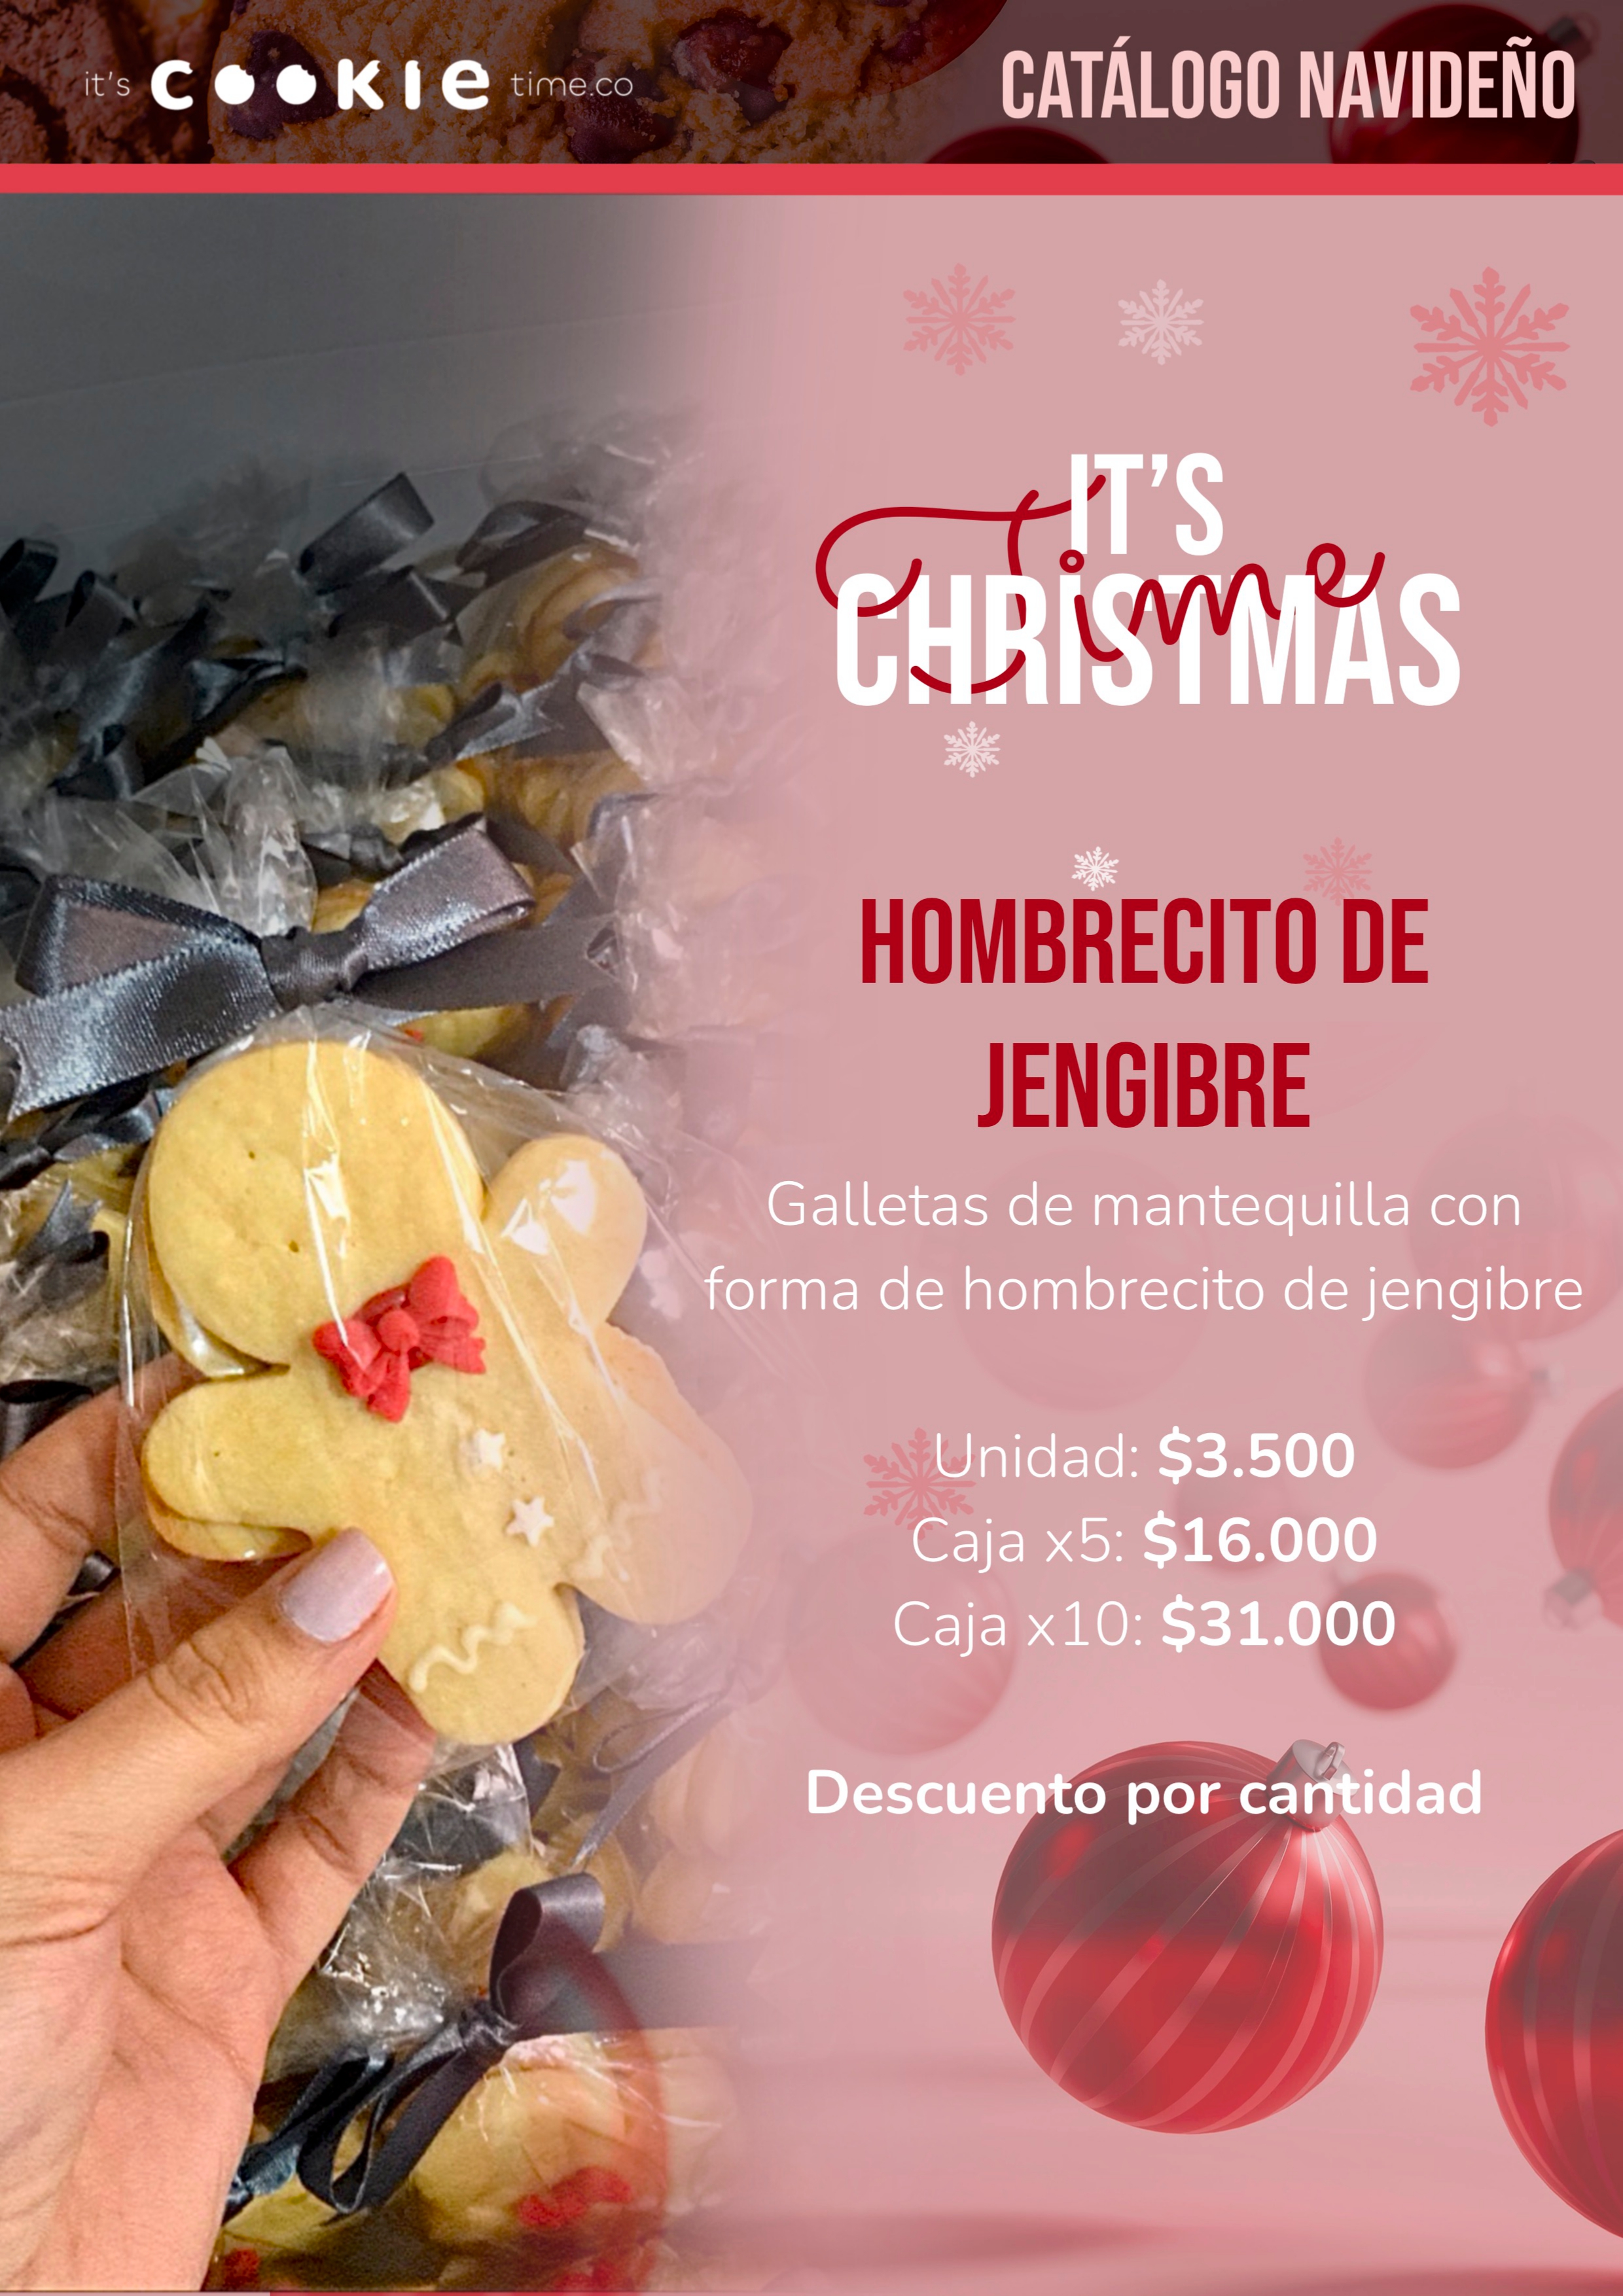 it's COOKIE time.co
CATÁLOGO NAVIDEÑO
IT'S
Time
CHRISTMAS
HOMBRECITO DE
JENGIBRE
Galletas de mantequilla con
forma de hombrecito de jengibre
Unidad: $3.500
Caja x5: $16.000
Caja x10: $31.000
Descuento por cantidad